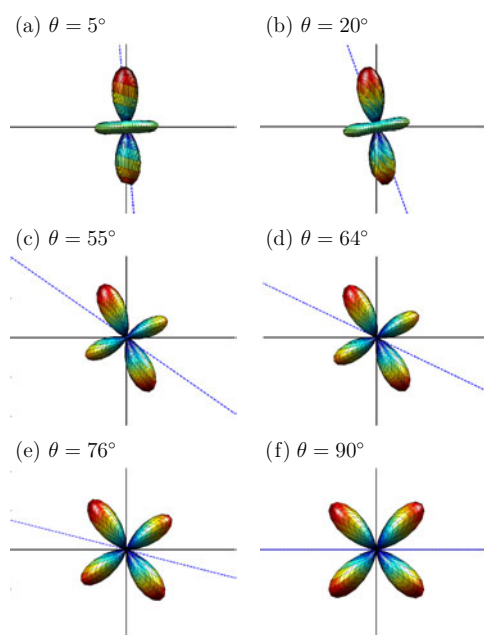 (a) θ = 5°
(b) θ = 20°
(c) θ = 55°
(d) θ = 64°
(e) θ = 76°
(f) θ = 90°